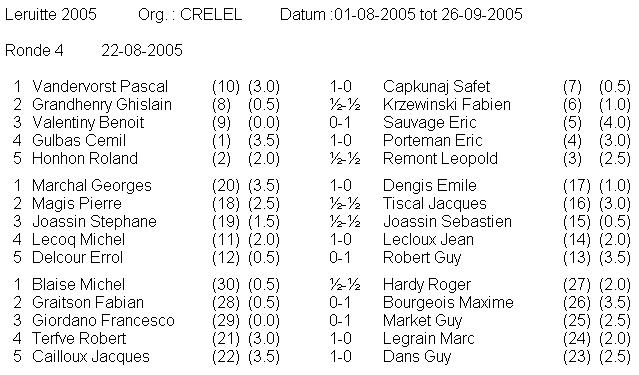 Leruitte 2005 Org. : CRELEL Datum :01-08-2005 tot 26-09-2005
Ronde 4 22-08-2005
1 Vandervorst Pascal (10) (3.0) 1-0 Capkunaj Safet (7) (0.5)
2 Grandhenry Ghislain (8) (0.5) ½-½ Krzewinski Fabien (6) (1.0)
3 Valentiny Benoit (9) (0.0) 0-1 Sauvage Eric (5) (4.0)
4 Gulbas Cemil (1) (3.5) 1-0 Porteman Eric (4) (3.0)
5 Honhon Roland (2) (2.0) ½-½ Remont Leopold (3) (2.5)
1 Marchal Georges (20) (3.5) 1-0 Dengis Emile (17) (1.0)
2 Magis Pierre (18) (2.5) ½-½ Tiscal Jacques (16) (3.0)
3 Joassin Stephane (19) (1.5) ½-½ Joassin Sebastien (15) (0.5)
4 Lecoq Michel (11) (2.0) 1-0 Lecloux Jean (14) (2.0)
5 Delcour Errol (12) (0.5) 0-1 Robert Guy (13) (3.5)
1 Blaise Michel (30) (0.5) ½-½ Hardy Roger (27) (2.0)
2 Graitson Fabian (28) (0.5) 0-1 Bourgeois Maxime (26) (3.5)
3 Giordano Francesco (29) (0.0) 0-1 Market Guy (25) (2.5)
4 Terfve Robert (21) (3.0) 1-0 Legrain Marc (24) (2.0)
5 Cailloux Jacques (22) (3.5) 1-0 Dans Guy (23) (2.5)